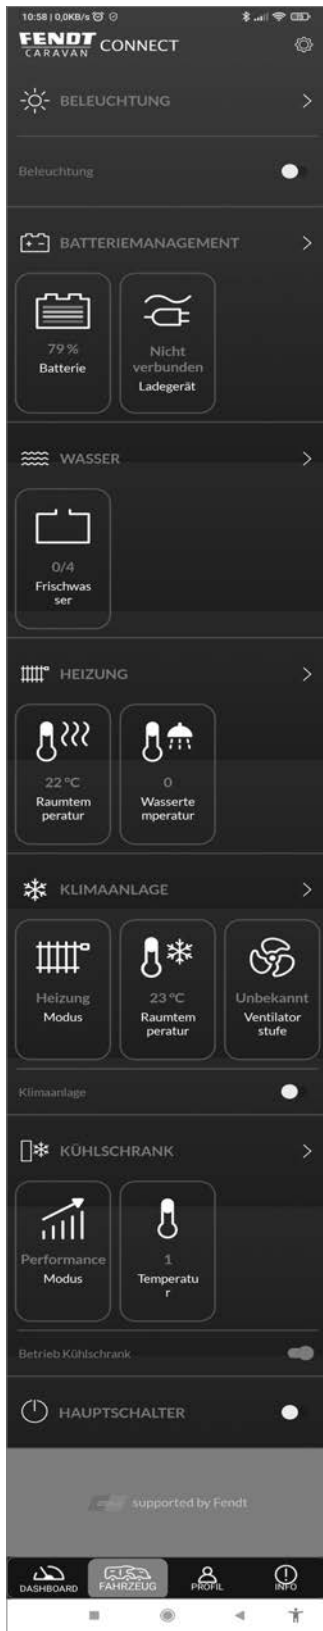 10:58 | 0,0KB/s
FENDT CONNECT
CARAVAN
BELEUCHTUNG
Beleuchtung
BATTERIEMANAGEMENT
79 %
Batterie
Nicht
verbunden
Ladegerät
WASSER
0/4
Frischwas
ser
HEIZUNG
22 °C
Raumtem
peratur
0
Wasserte
mperatur
KLIMAANLAGE
Heizung
Modus
23 °C
Raumtem
peratur
Unbekannt
Ventilator
stufe
Klimaanlage
KÜHLSCHRANK
Performance
Modus
1
Temperatu
r
Betrieb Kühlschrank
HAUPTSCHALTER
supported by Fendt
DASHBOARD FAHRZEUG PROFIL INFO